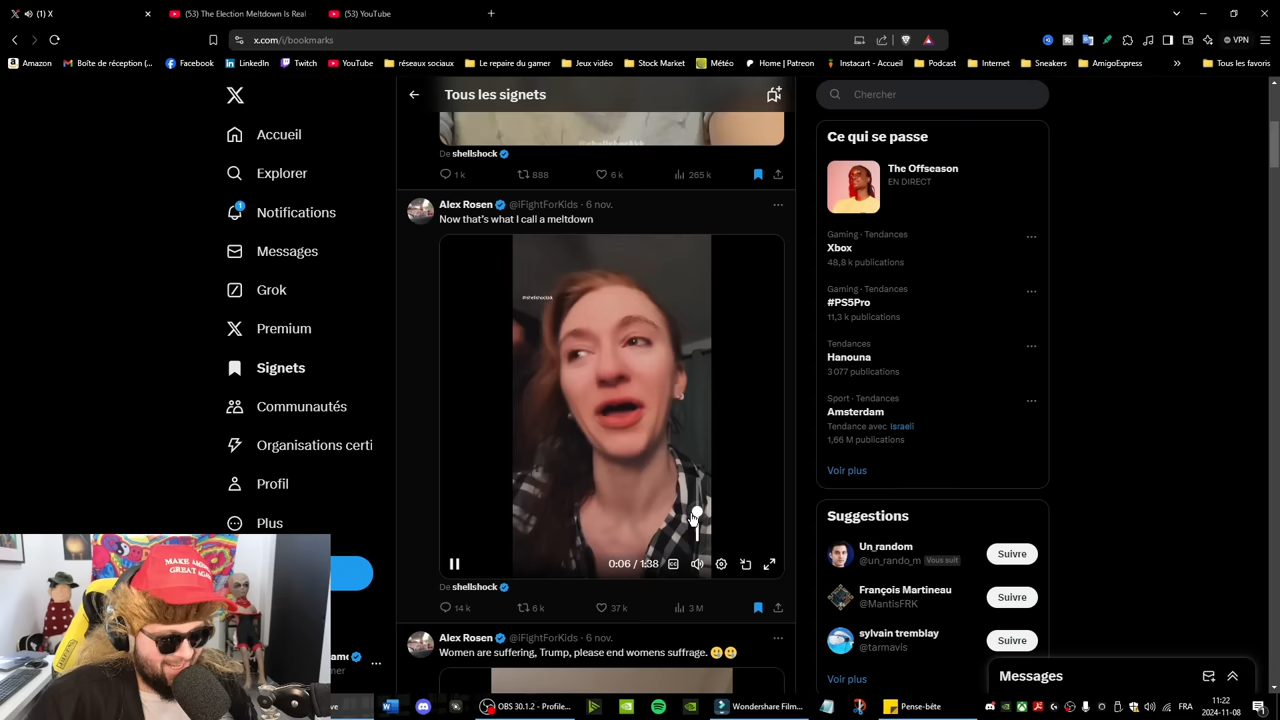 (1) X
(53) The Election Meltdown Is Real
(53) YouTube
x.com/i/bookmarks
VPN
Amazon
Boîte de réception (...
Facebook
LinkedIn
Twitch
YouTube
réseaux sociaux
Le repaire du gamer
Jeux vidéo
Stock Market
Météo
Home | Patreon
Instacart - Accueil
Podcast
Internet
Sneakers
AmigoExpress
Tous les favoris
Accueil
Explorer
1
Notifications
Messages
Grok
Premium
Signets
Communautés
Organisations certi
Profil
Plus
Tous les signets
De shellshock
1 k
888
6 k
265 k
Alex Rosen @iFightForKids · 6 nov.
Now that's what I call a meltdown
@shellshockuk
0:06 / 1:38
De shellshock
14 k
6 k
37 k
3 M
Alex Rosen @iFightForKids · 6 nov.
Women are suffering, Trump, please end womens suffrage. 😃😃
Chercher
Ce qui se passe
The Offseason
EN DIRECT
Gaming · Tendances
Xbox
48,8 k publications
Gaming · Tendances
#PS5Pro
11,3 k publications
Tendances
Hanouna
3 077 publications
Sport · Tendances
Amsterdam
Tendance avec Israeli
1,66 M publications
Voir plus
Suggestions
Un_random
@un_rando_m Vous suit
Suivre
François Martineau
@MantisFRK
Suivre
sylvain tremblay
@tarmavis
Suivre
Voir plus
Messages
MAKE AMERICA
GREAT AGAIN
OBS 30.1.2 - Profile...
Wondershare Film...
Pense-bête
FR
11:22
2024-11-08